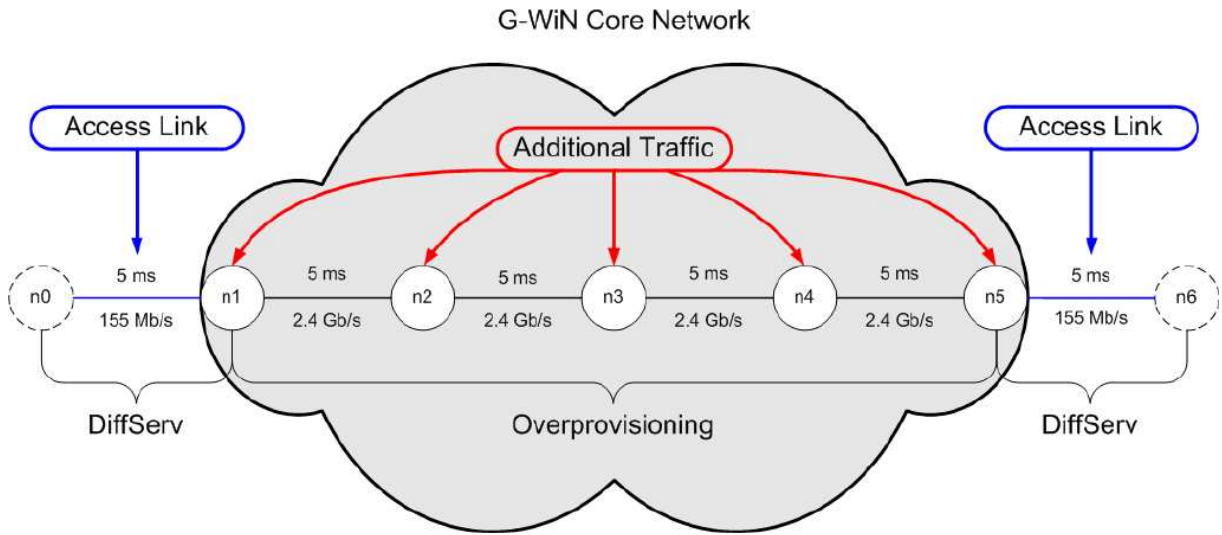 G-WiN Core Network
Access Link
Additional Traffic
Access Link
5 ms
5 ms
5 ms
5 ms
5 ms
5 ms
n0
n1
n2
n3
n4
n5
n6
155 Mb/s
2.4 Gb/s
2.4 Gb/s
2.4 Gb/s
2.4 Gb/s
155 Mb/s
DiffServ
Overprovisioning
DiffServ